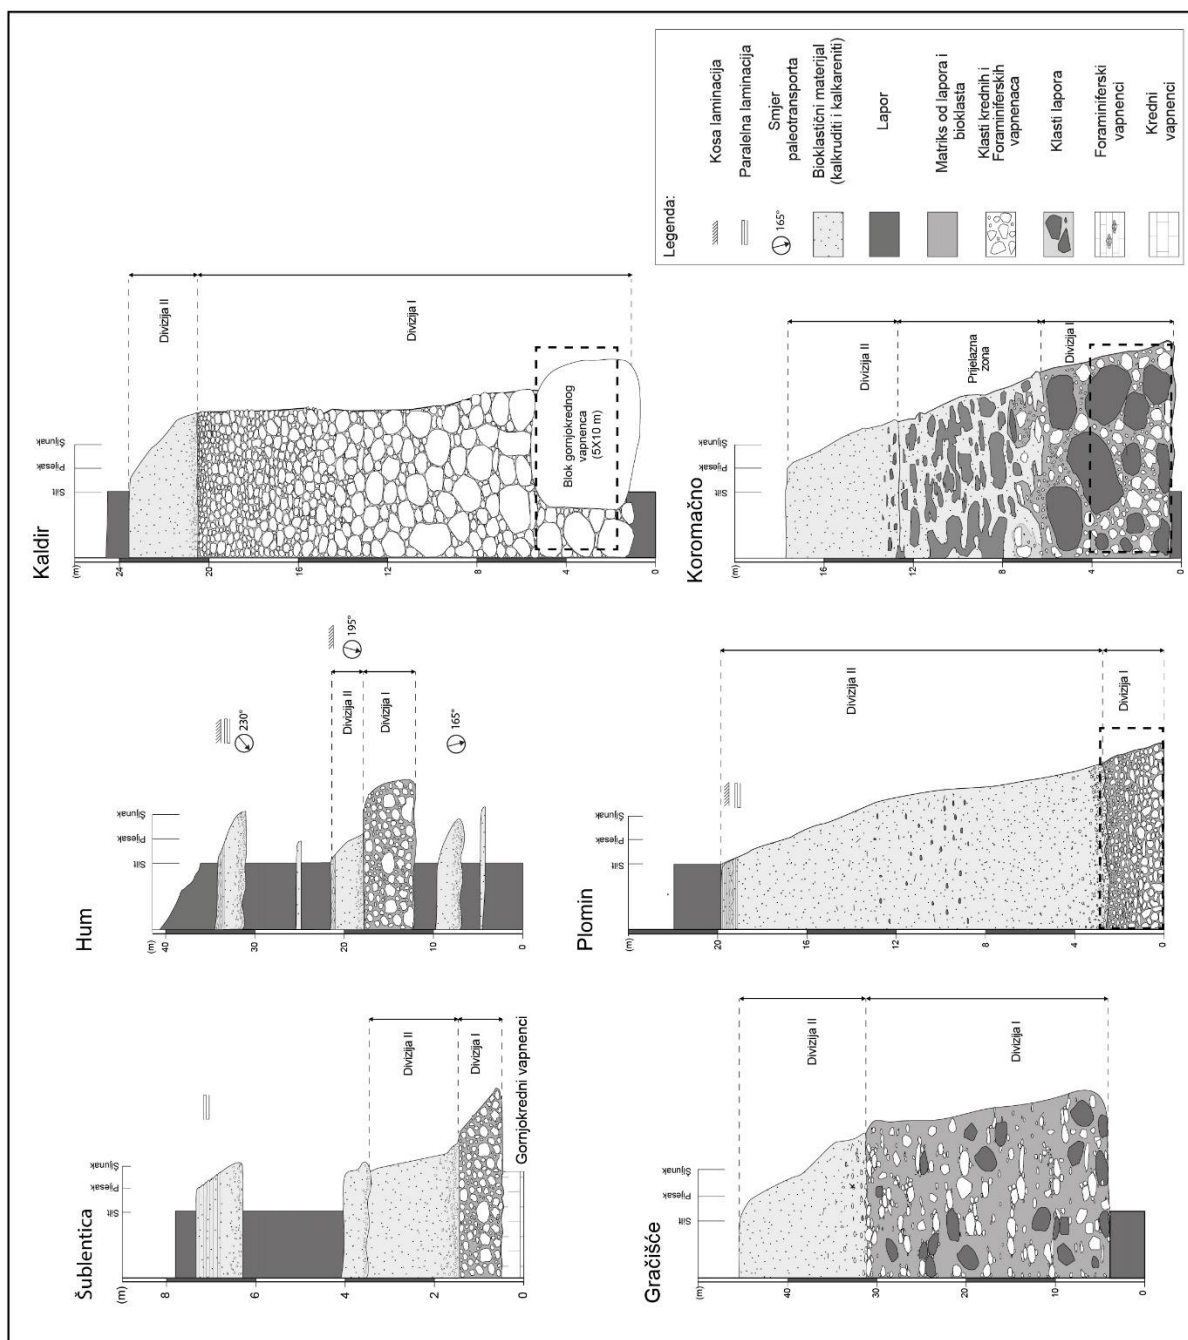 Šublentica
(m)
8
6
4
2
0
Silt
Pijesak
Šljunak
Divizija II
Divizija I
Gornjokredni vapnenci
Hum
(m)
40
30
20
10
0
Silt
Pijesak
Šljunak
230°
195°
165°
Divizija II
Divizija I
Kaldir
(m)
24
20
16
12
8
4
0
Silt
Pijesak
Šljunak
Divizija II
Divizija I
Blok gornjokrednog
vapnenca
(5X10 m)
Gračišće
(m)
40
30
20
10
0
Silt
Pijesak
Šljunak
Divizija II
Divizija I
Plomin
(m)
20
16
12
8
4
0
Silt
Pijesak
Šljunak
Divizija II
Divizija I
Koromačno
(m)
16
12
8
4
0
Silt
Pijesak
Šljunak
Divizija II
Prijelazna
zona
Divizija I
Legenda:
Kosa laminacija
Paralelna laminacija
165°
Smjer
paleotransporta
Bioklastični materijal
(kalkruditi i kalkareniti)
Lapor
Matriks od lapora i
bioklasta
Klasti krednih i
Foraminiferskih
vapnenaca
Klasti lapora
Foraminiferski
vapnenci
Kredni
vapnenci